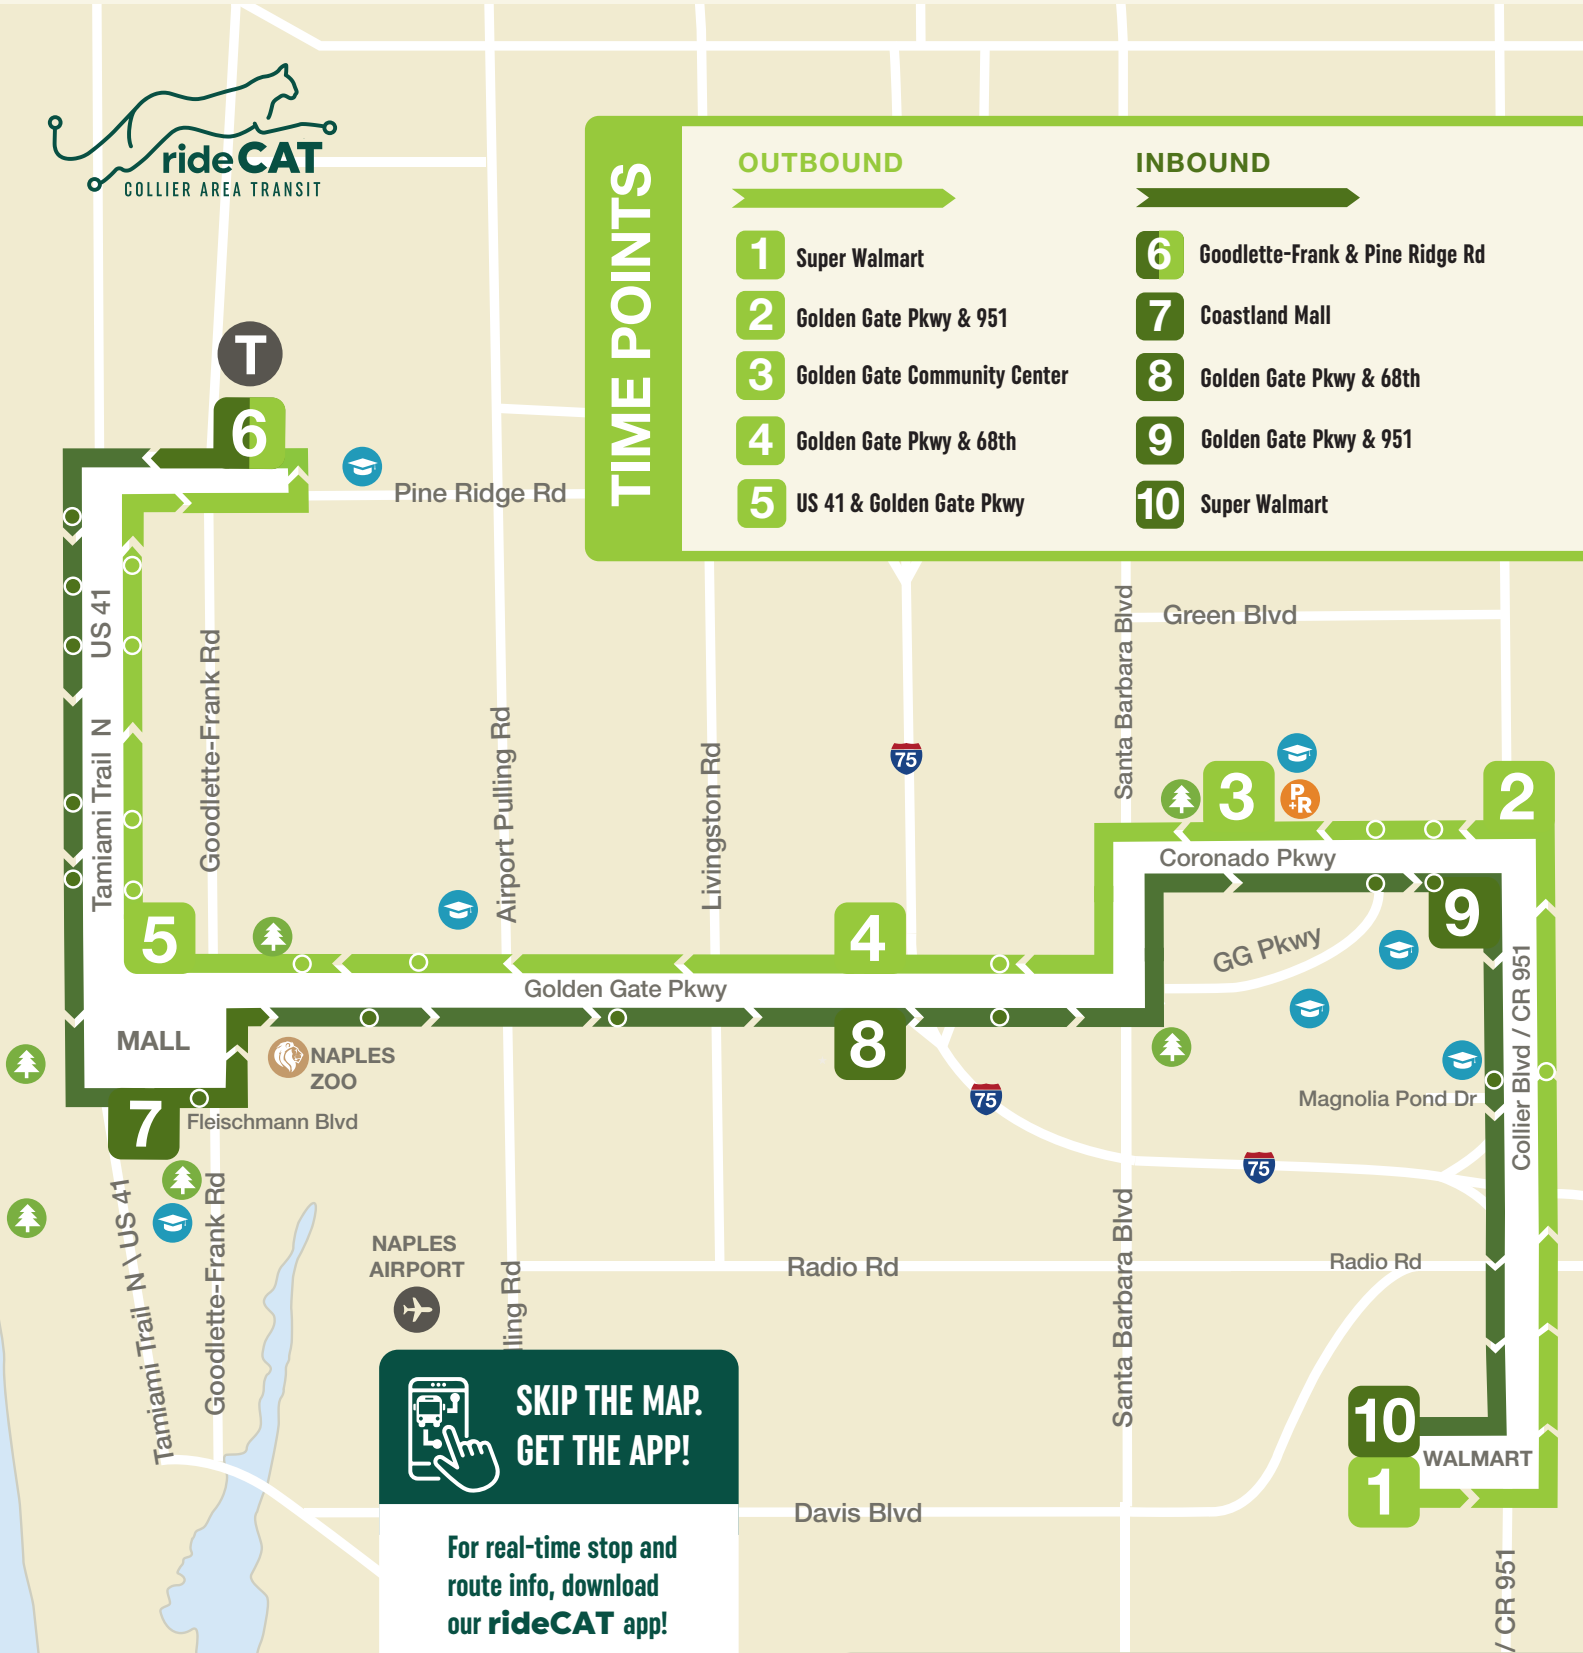 rideCAT
COLLIER AREA TRANSIT
TIME POINTS
OUTBOUND
1 Super Walmart
2 Golden Gate Pkwy & 951
3 Golden Gate Community Center
4 Golden Gate Pkwy & 68th
5 US 41 & Golden Gate Pkwy
INBOUND
6 Goodlette-Frank & Pine Ridge Rd
7 Coastland Mall
8 Golden Gate Pkwy & 68th
9 Golden Gate Pkwy & 951
10 Super Walmart
T
6
Pine Ridge Rd
US 41
Tamiami Trail N
Goodlette-Frank Rd
Airport Pulling Rd
Livingston Rd
75
Santa Barbara Blvd
Green Blvd
3
P
+R
2
Coronado Pkwy
9
GG Pkwy
5
4
Golden Gate Pkwy
8
MALL
NAPLES
ZOO
7
Fleischmann Blvd
75
75
Magnolia Pond Dr
Collier Blvd / CR 951
Tamiami Trail N \ US 41
Goodlette-Frank Rd
NAPLES
AIRPORT
lling Rd
Radio Rd
Radio Rd
Santa Barbara Blvd
10
WALMART
1
Davis Blvd
/ CR 951
SKIP THE MAP.
GET THE APP!
For real-time stop and
route info, download
our rideCAT app!